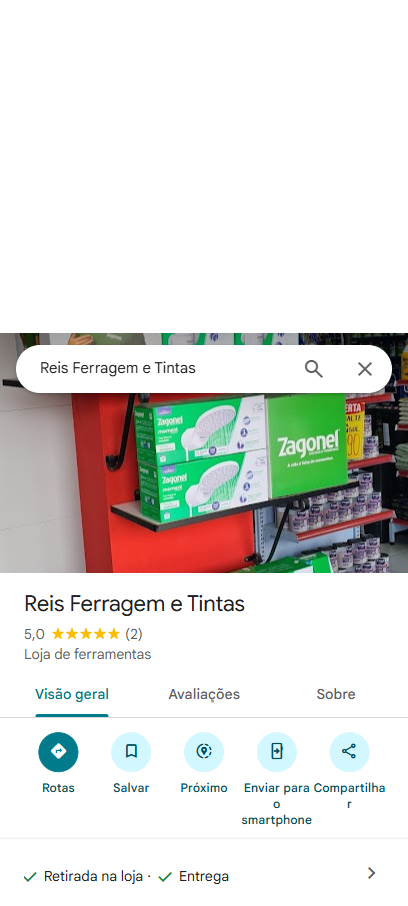 Reis Ferragem e Tintas
Zagonel
Zagonel
Zagonel
Reis Ferragem e Tintas
5,0 (2)
Loja de ferramentas
Visão geral
Avaliações
Sobre
Rotas
Salvar
Próximo
Enviar para
o
smartphone
Compartilha
r
Retirada na loja ·
Entrega